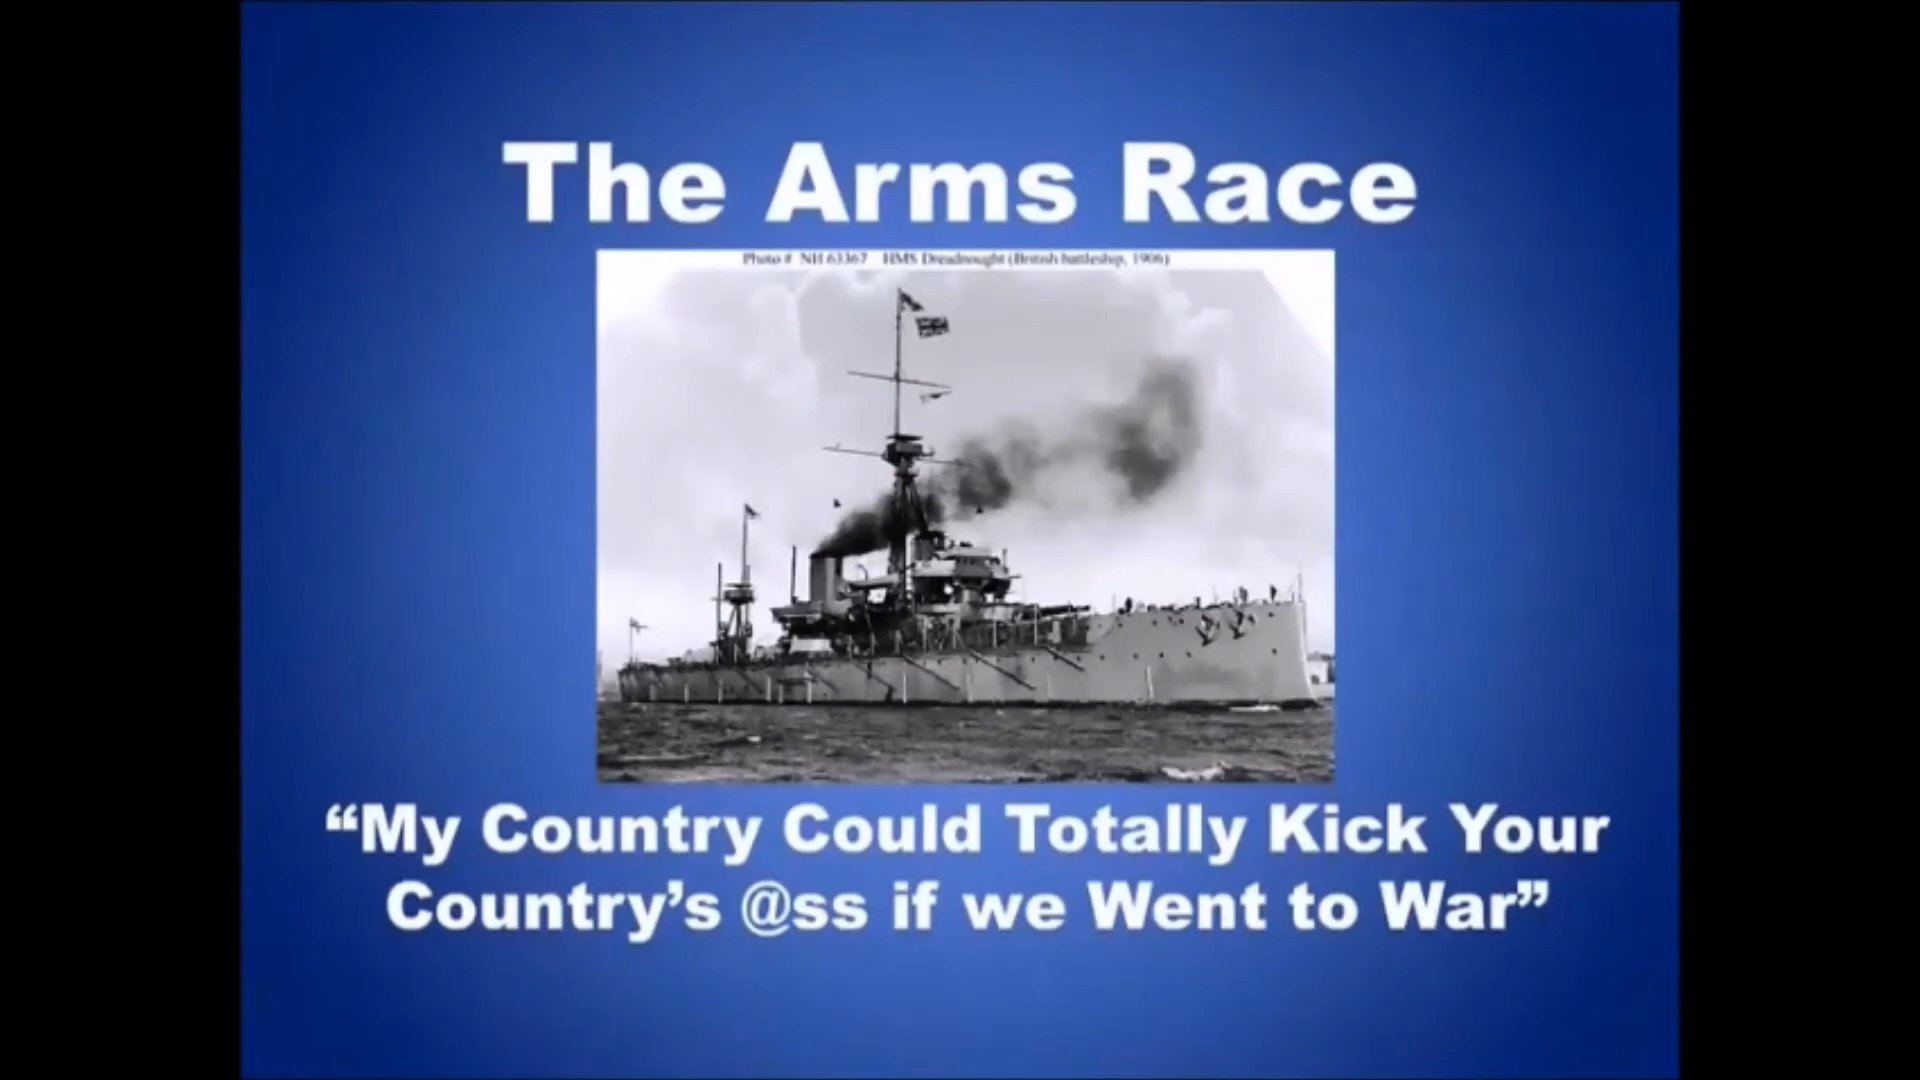 The Arms Race
Photo # NH 63367 HMS Dreadnought (British battleship, 1906)
“My Country Could Totally Kick Your
Country’s @ss if we Went to War”